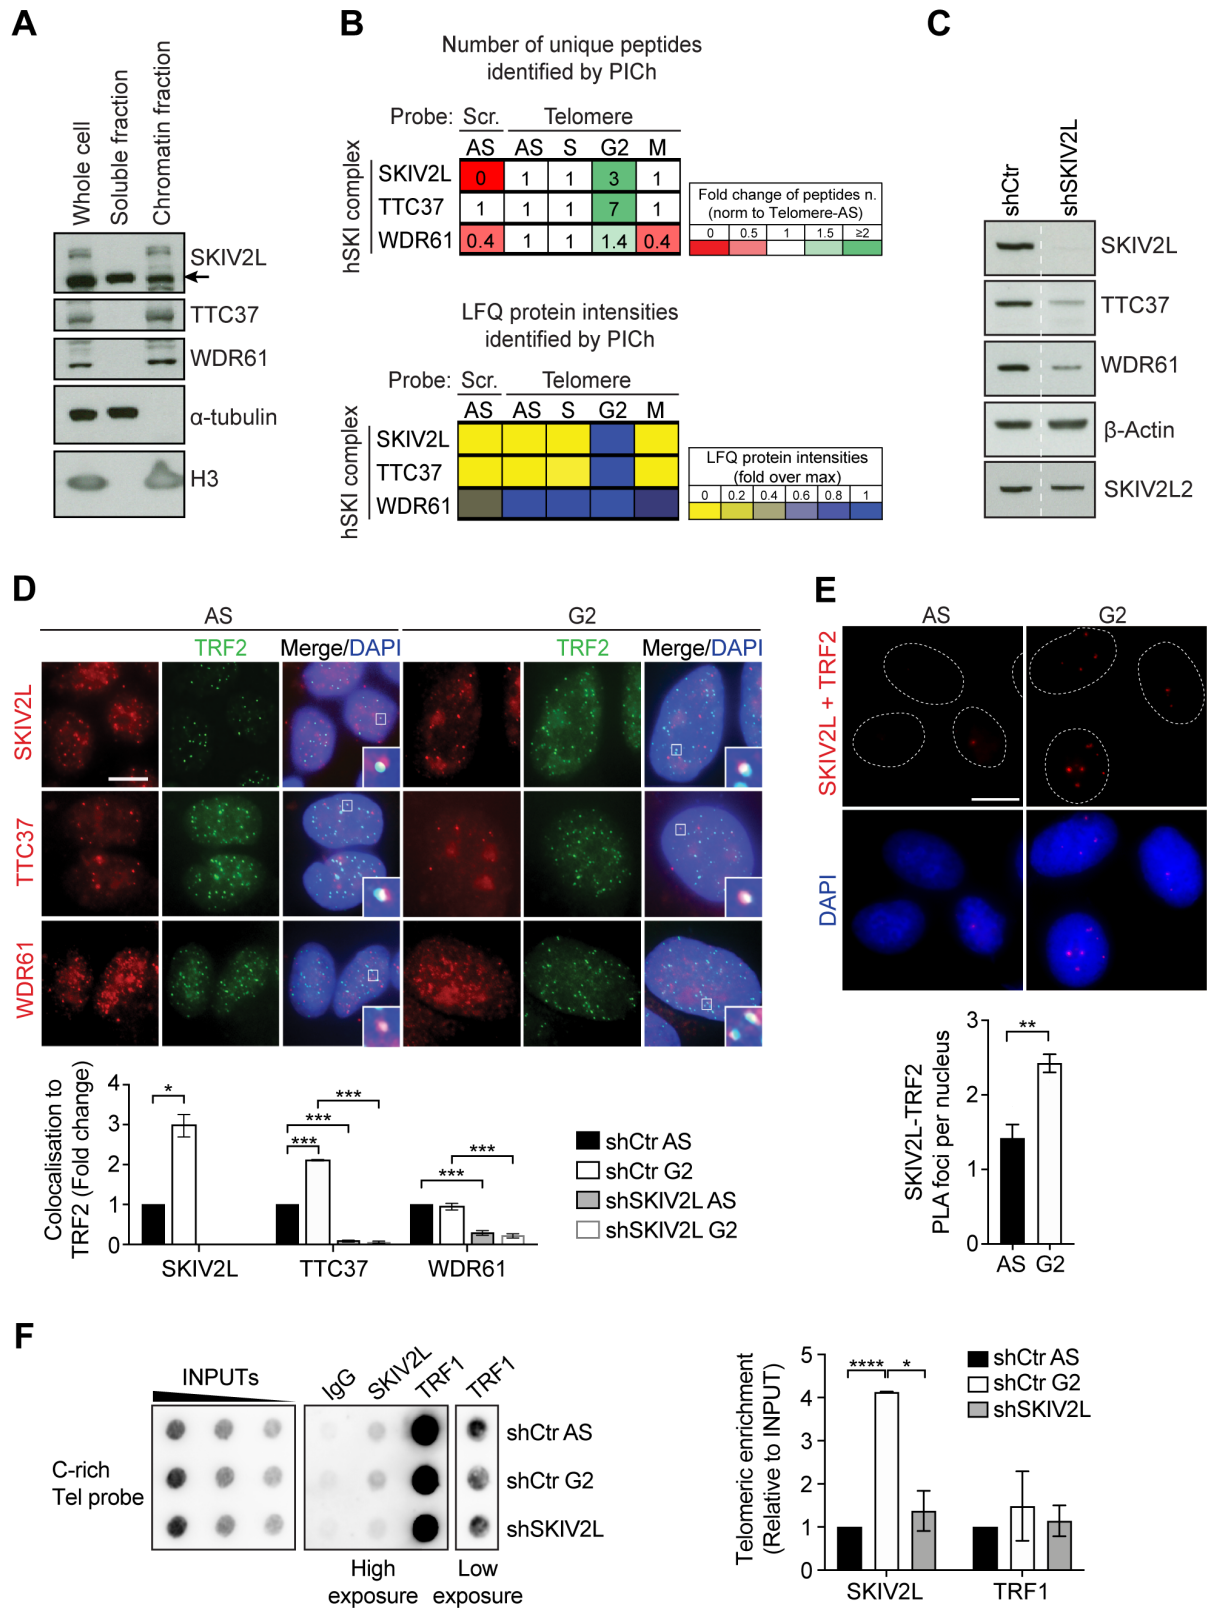 A
Whole cell
Soluble fraction
Chromatin fraction
SKIV2L
TTC37
WDR61
α-tubulin
H3
B
Number of unique peptides
identified by PICh
Probe: Scr. Telomere
AS AS S G2 M
hSKI complex
SKIV2L 0 1 1 3 1
TTC37 1 1 1 7 1
WDR61 0.4 1 1 1.4 0.4
Fold change of peptides n.
(norm to Telomere-AS)
0 0.5 1 1.5 ≥2
LFQ protein intensities
identified by PICh
Probe: Scr. Telomere
AS AS S G2 M
hSKI complex
SKIV2L
TTC37
WDR61
LFQ protein intensities
(fold over max)
0 0.2 0.4 0.6 0.8 1
C
shCtr
shSKIV2L
SKIV2L
TTC37
WDR61
β-Actin
SKIV2L2
D
AS G2
TRF2 Merge/DAPI TRF2 Merge/DAPI
SKIV2L
TTC37
WDR61
Colocalisation to
TRF2 (Fold change)
4
3
2
1
0
* *** *** *** *** ***
SKIV2L TTC37 WDR61
shCtr AS
shCtr G2
shSKIV2L AS
shSKIV2L G2
E
AS G2
SKIV2L + TRF2
DAPI
SKIV2L-TRF2
PLA foci per nucleus
3
2
1
0
**
AS G2
F
INPUTs
IgG
SKIV2L
TRF1
TRF1
C-rich
Tel probe
shCtr AS
shCtr G2
shSKIV2L
High
exposure
Low
exposure
Telomeric enrichment
(Relative to INPUT)
5
4
5
2
1
0
**** *
SKIV2L TRF1
shCtr AS
shCtr G2
shSKIV2L